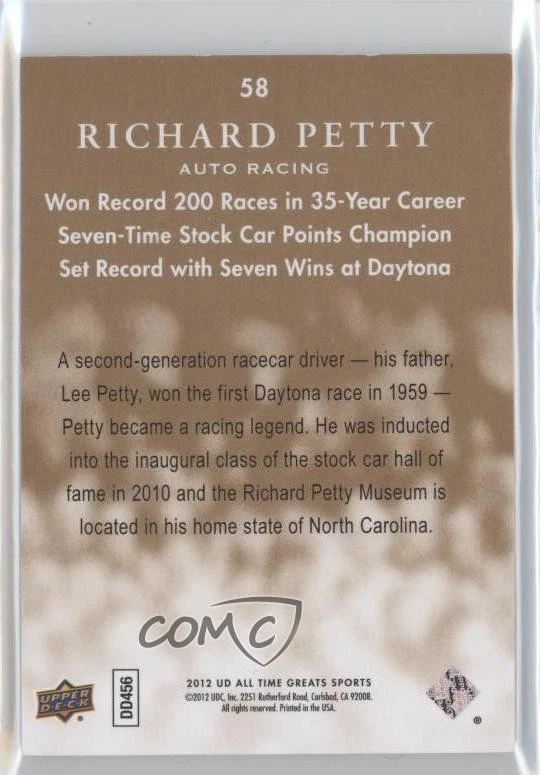 58
RICHARD PETTY
AUTO RACING
Won Record 200 Races in 35-Year Career
Seven-Time Stock Car Points Champion
Set Record with Seven Wins at Daytona
A second-generation racecar driver — his father,
Lee Petty, won the first Daytona race in 1959 —
Petty became a racing legend. He was inducted
into the inaugural class of the stock car hall of
fame in 2010 and the Richard Petty Museum is
located in his home state of North Carolina.
COMC
UPPER
DECK
®
DD456
2012 UD ALL TIME GREATS SPORTS
©2012 UDC, Inc. 2251 Rutherford Road, Carlsbad, CA 92008.
All rights reserved. Printed in the USA.
®